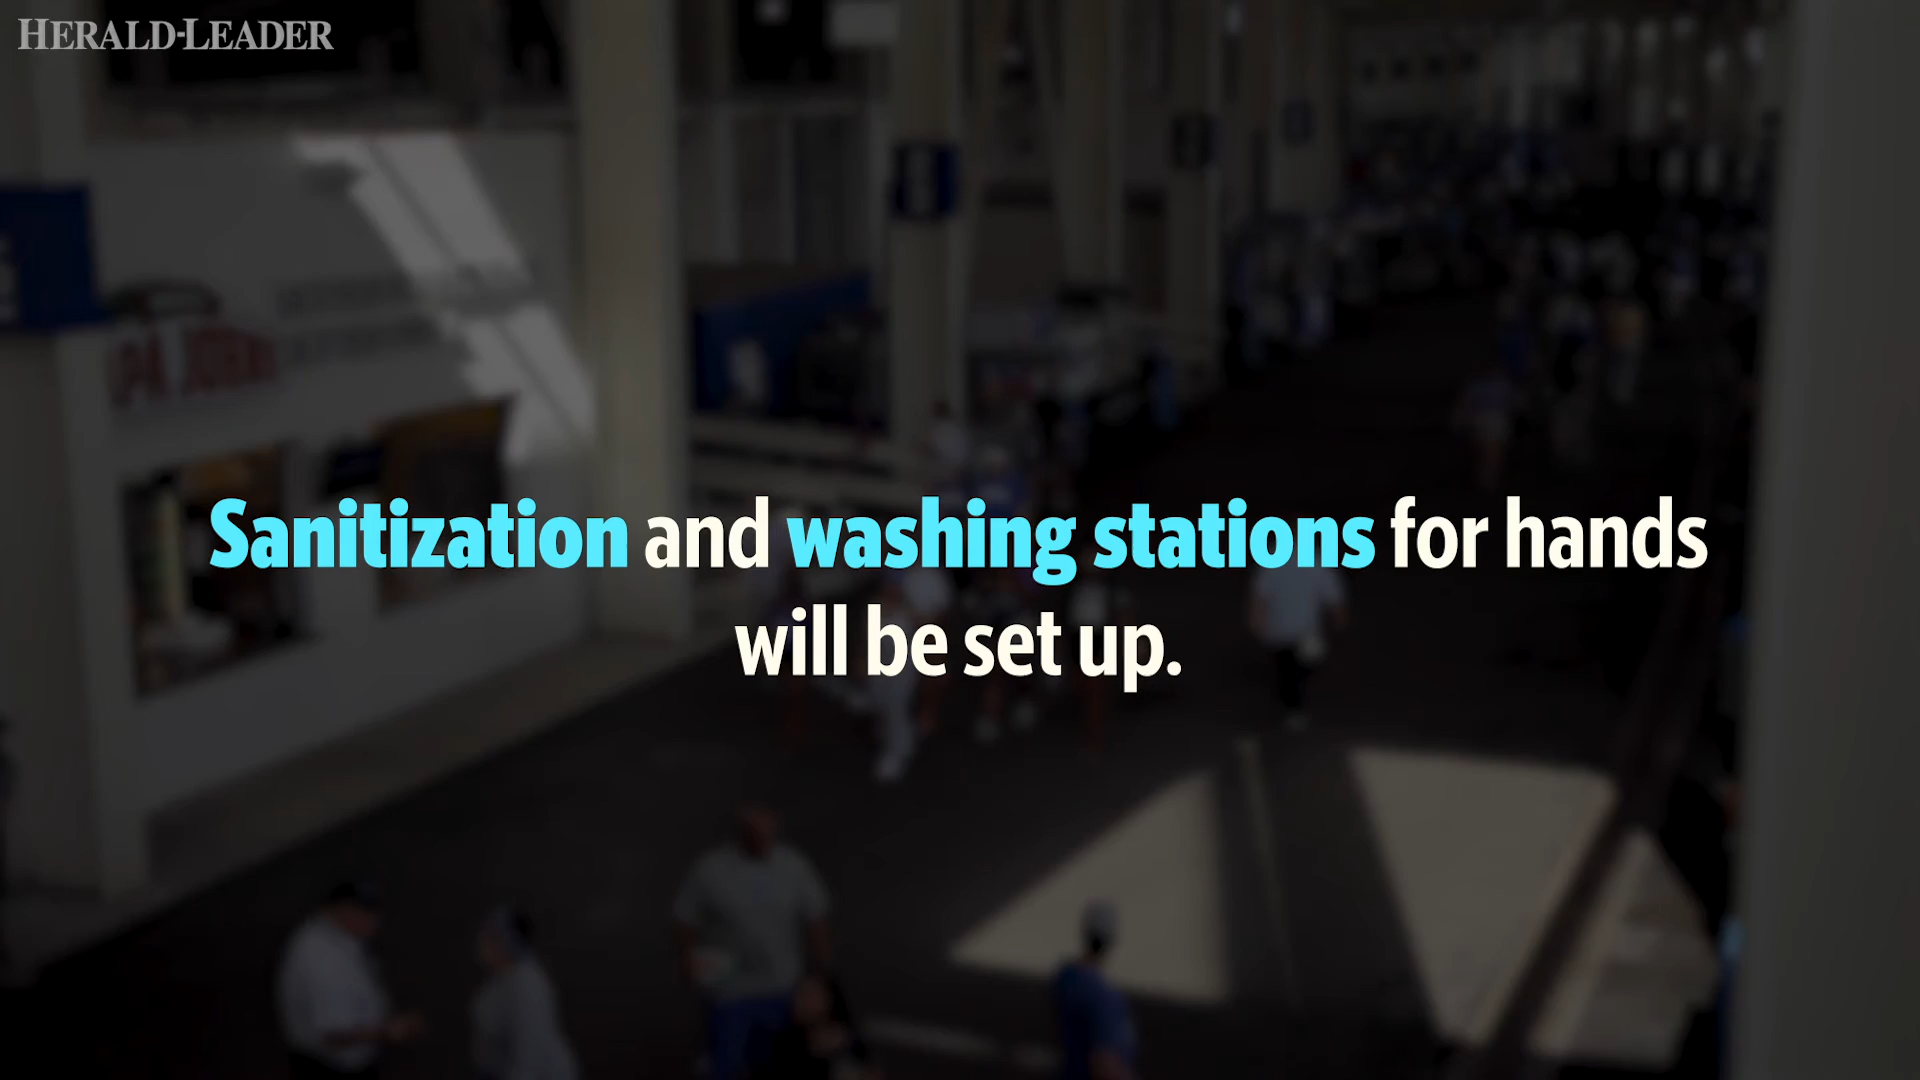 HERALD-LEADER
Sanitization and washing stations for hands
will be set up.